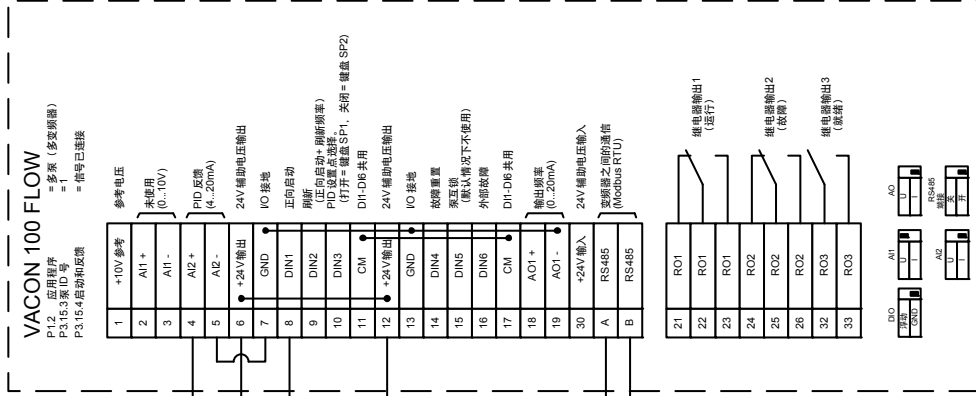 VACON 100 FLOW
P1.2 应用程序 = 多泵（多变频器）
P3.15.3 泵 ID 号 = 1
P3.15.4 启动和反馈 = 信号已连接
1 +10V 参考 参考电压
2 AI1 + 未使用
3 AI1 - (0...10V)
4 AI2 + PID 反馈
5 AI2 - (4...20mA)
6 +24V输出 24V 辅助电压输出
7 GND I/O 接地
8 DIN1 正向启动
9 DIN2 刷新
(正向启动+ 刷新频率)
10 DIN3 PID 设置点选择。
(打开 = 键盘 SP1，关闭 = 键盘 SP2)
11 CM DI1-DI6 共用
12 +24V输出 24V 辅助电压输出
13 GND I/O 接地
14 DIN4 故障重置
15 DIN5 泵互锁
(默认情况下不使用)
16 DIN6 外部故障
17 CM DI1-DI6 共用
18 AO1 + 输出频率
19 AO1 - (0...20mA)
30 +24V 输入 24V 辅助电压输入
A RS485 变频器之间的通信
B RS485 (Modbus RTU)
21 RO1 继电器输出1
22 RO1 (运行)
23 RO1
24 RO2 继电器输出2
25 RO2 (故障)
26 RO2
32 RO3 继电器输出3
33 RO3 (就绪)
DIO
浮动
GND
AI1
U
I
AO
U
I
AI2
U
I
RS485
端接
关
开